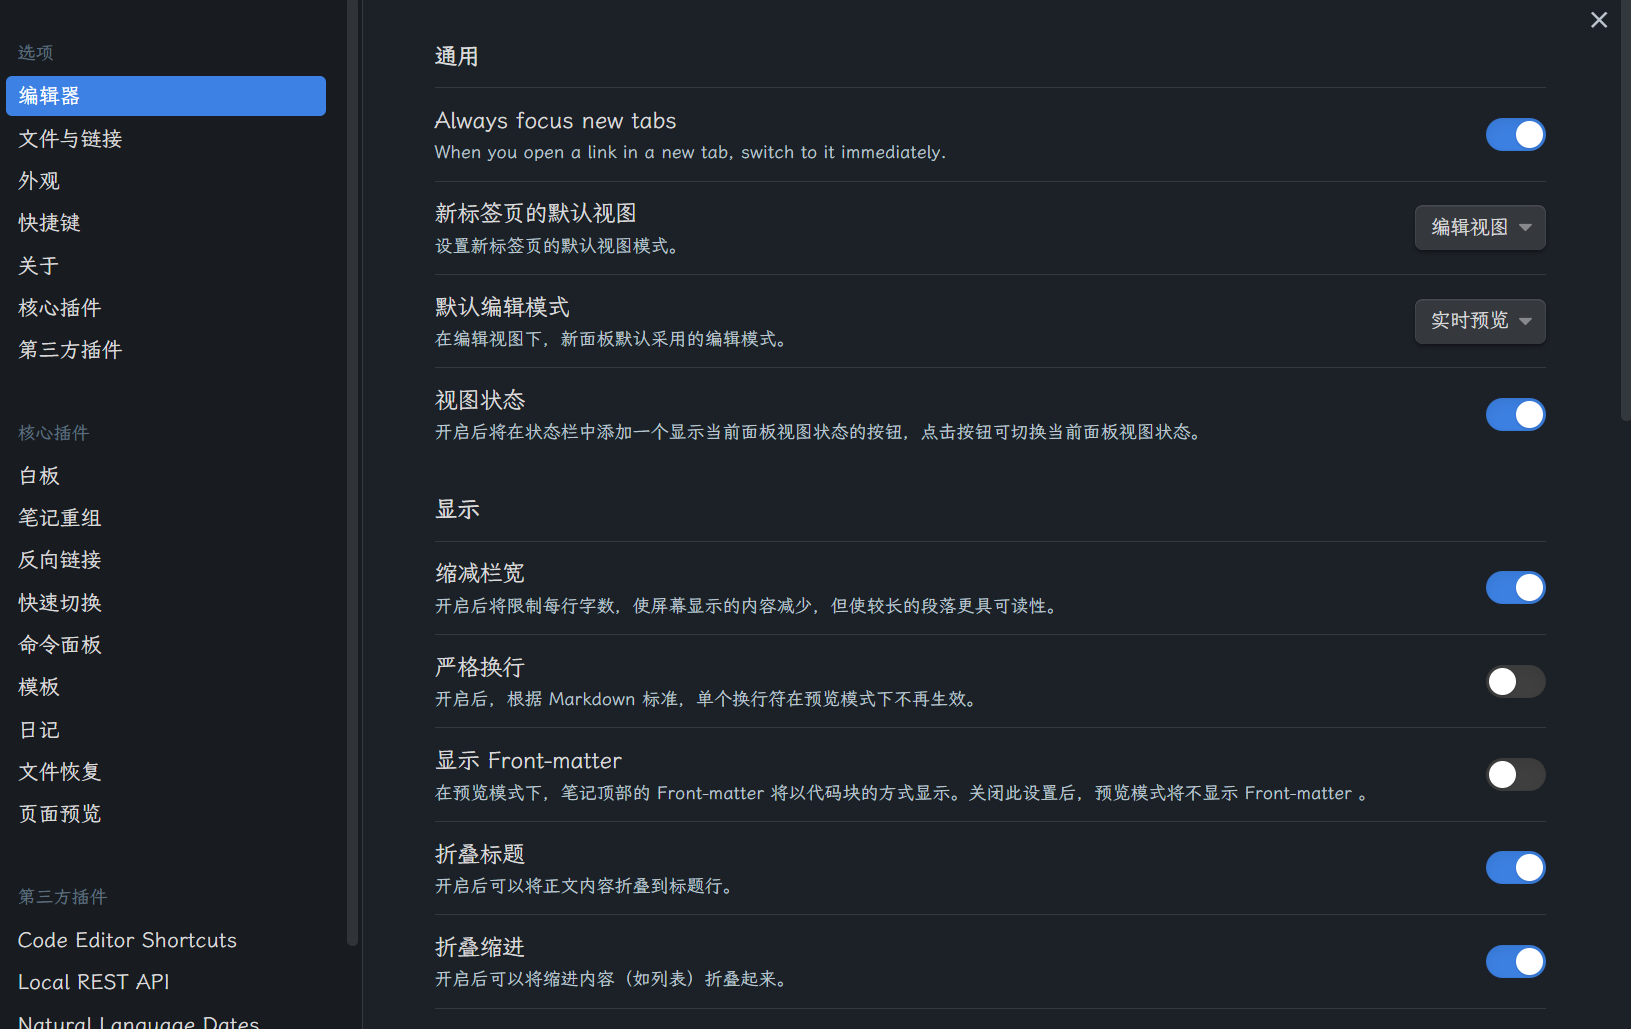 选项
编辑器
文件与链接
外观
快捷键
关于
核心插件
第三方插件
核心插件
白板
笔记重组
反向链接
快速切换
命令面板
模板
日记
文件恢复
页面预览
第三方插件
Code Editor Shortcuts
Local REST API
Natural Language Dates
通用
Always focus new tabs
When you open a link in a new tab, switch to it immediately.
新标签页的默认视图
设置新标签页的默认视图模式。
编辑视图
默认编辑模式
在编辑视图下，新面板默认采用的编辑模式。
实时预览
视图状态
开启后将在状态栏中添加一个显示当前面板视图状态的按钮，点击按钮可切换当前面板视图状态。
显示
缩减栏宽
开启后将限制每行字数，使屏幕显示的内容减少，但使较长的段落更具可读性。
严格换行
开启后，根据 Markdown 标准，单个换行符在预览模式下不再生效。
显示 Front-matter
在预览模式下，笔记顶部的 Front-matter 将以代码块的方式显示。关闭此设置后，预览模式将不显示 Front-matter 。
折叠标题
开启后可以将正文内容折叠到标题行。
折叠缩进
开启后可以将缩进内容（如列表）折叠起来。